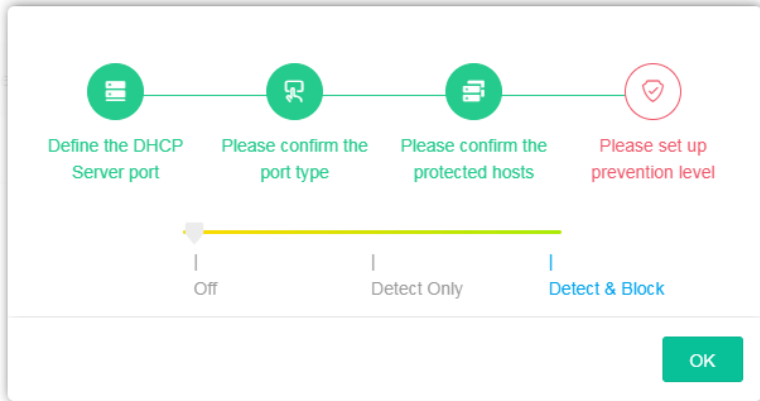 Define the DHCP Server port
Please confirm the port type
Please confirm the protected hosts
Please set up prevention level
Off
Detect Only
Detect & Block
OK